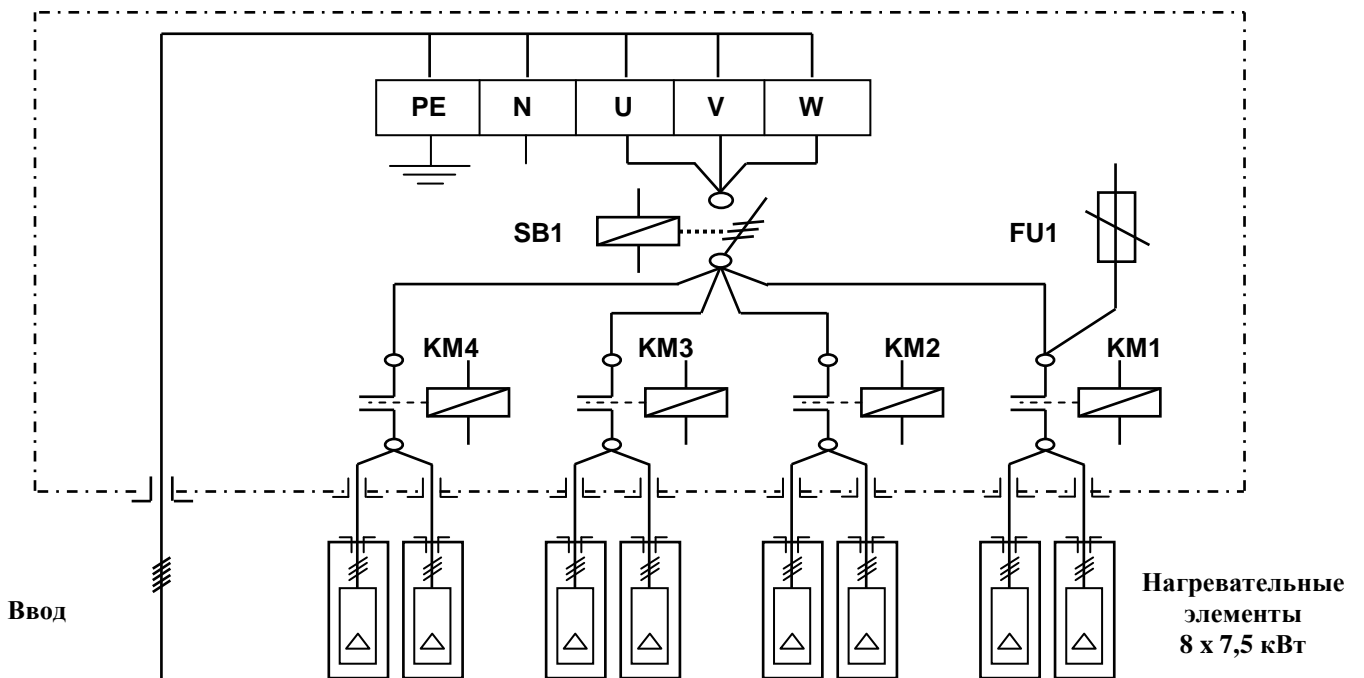 PE N U V W
SB1
FU1
KM4 KM3 KM2 KM1
Ввод
Нагревательные
элементы
8 x 7,5 кВт